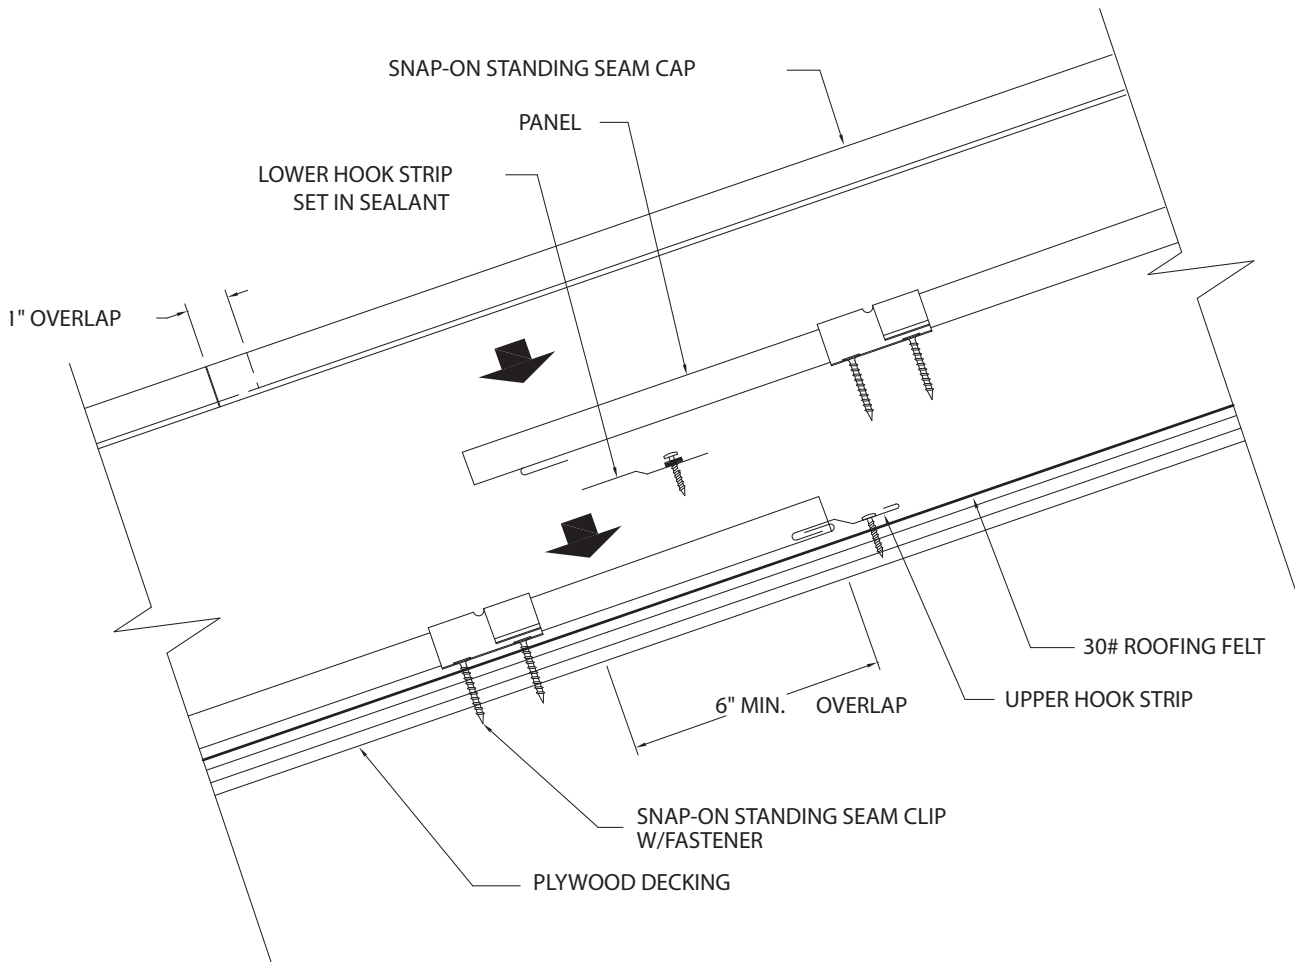 SNAP-ON STANDING SEAM CAP
PANEL
LOWER HOOK STRIP
SET IN SEALANT
1" OVERLAP
30# ROOFING FELT
6" MIN. OVERLAP
UPPER HOOK STRIP
SNAP-ON STANDING SEAM CLIP
W/FASTENER
PLYWOOD DECKING